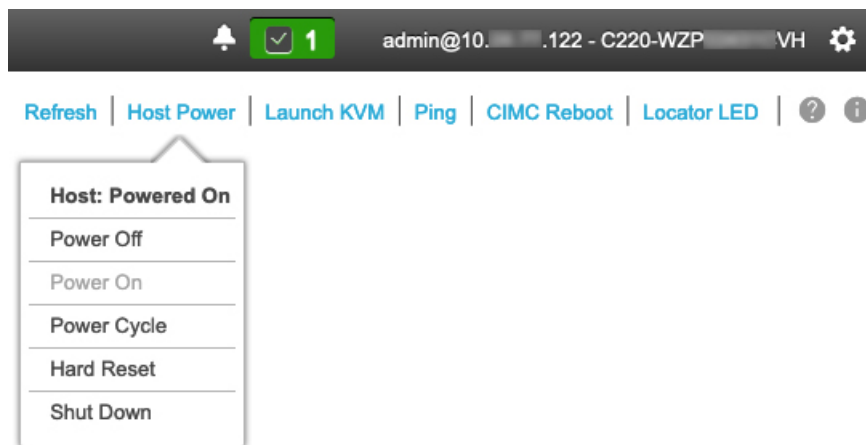 1 admin@10. .122 - C220-WZP VH
Refresh | Host Power | Launch KVM | Ping | CIMC Reboot | Locator LED | ? i
Host: Powered On
Power Off
Power On
Power Cycle
Hard Reset
Shut Down